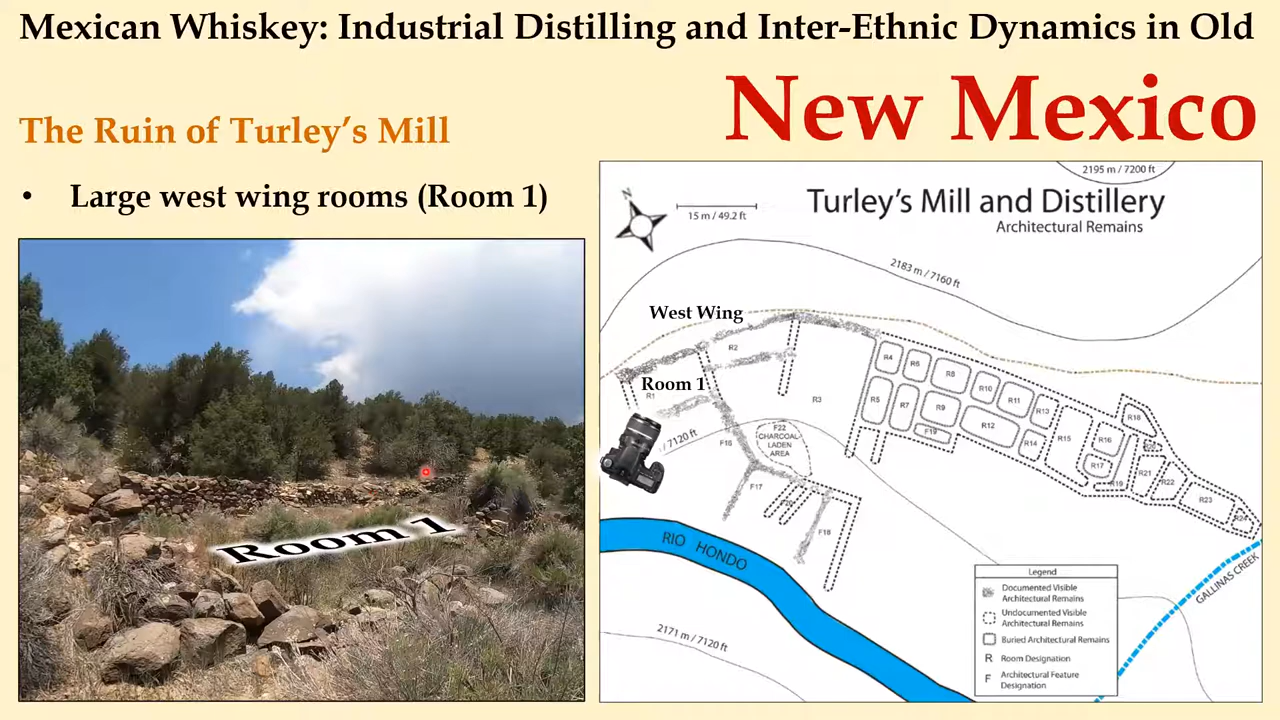 Mexican Whiskey: Industrial Distilling and Inter-Ethnic Dynamics in Old
New Mexico
The Ruin of Turley's Mill
• Large west wing rooms (Room 1)
Room 1
2195 m / 7200 ft
N
15 m / 49.2 ft
Turley's Mill and Distillery
Architectural Remains
2183 m / 7160 ft
West Wing
R2
Room 1
R1
R3
R4
R6
R8
R10
R11
R13
R5
R7
R9
R12
F19
R14
R15
R16
R17
R18
R19
R21
R22
R23
R24
/ 7120 ft
F22
CHARCOAL
LADEN
AREA
F17
F18
RIO HONDO
GALLINAS CREEK
2171 m / 7120 ft
Legend
Documented Visible
Architectural Remains
Undocumented Visible
Architectural Remains
Buried Architectural Remains
R Room Designation
F Architectural Feature
Designation